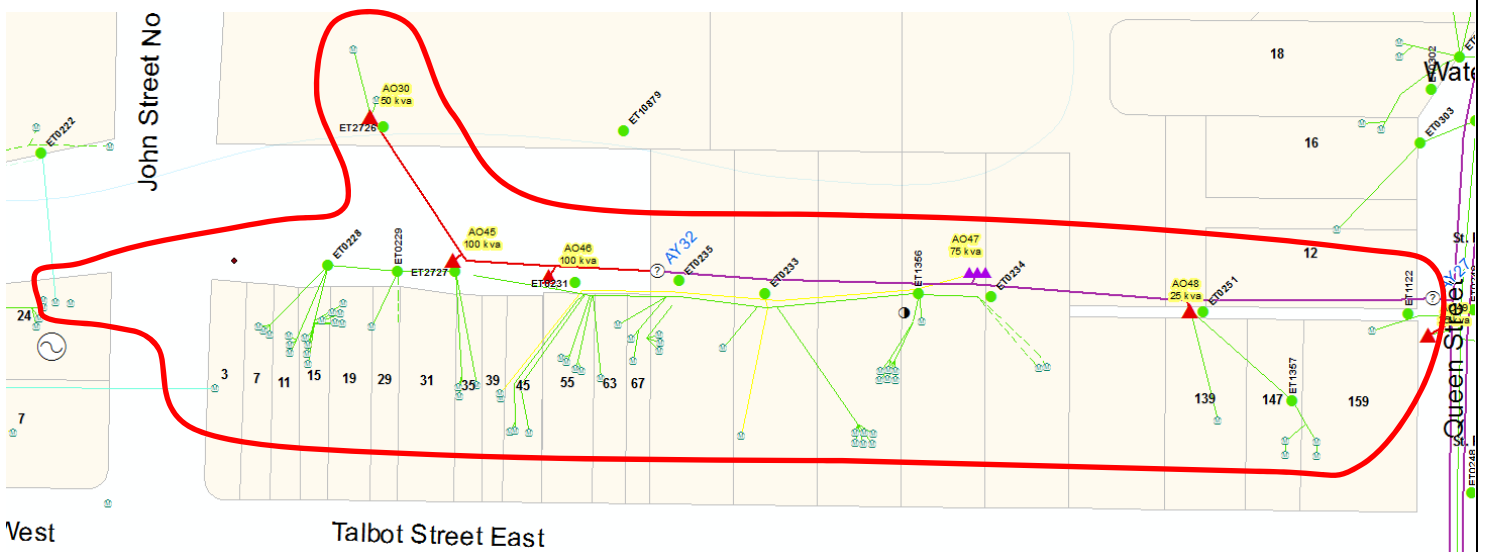 John Street No
18
ET0302
Wate
AO30
50 kva
ET2726
ET10879
ET0303
ET0222
16
ET0228
ET0229
AO45
100 kva
ET2727
AO46
100 kva
ET0231
AY32
ET0235
ET0233
ET1356
AO47
75 kva
ET0234
12
AO48
25 kva
ET0251
ET1122
Queen Street
24
3
7
11
15
19
29
31
35
39
45
55
63
67
139
147
ET1357
159
7
ET0248
West
Talbot Street East